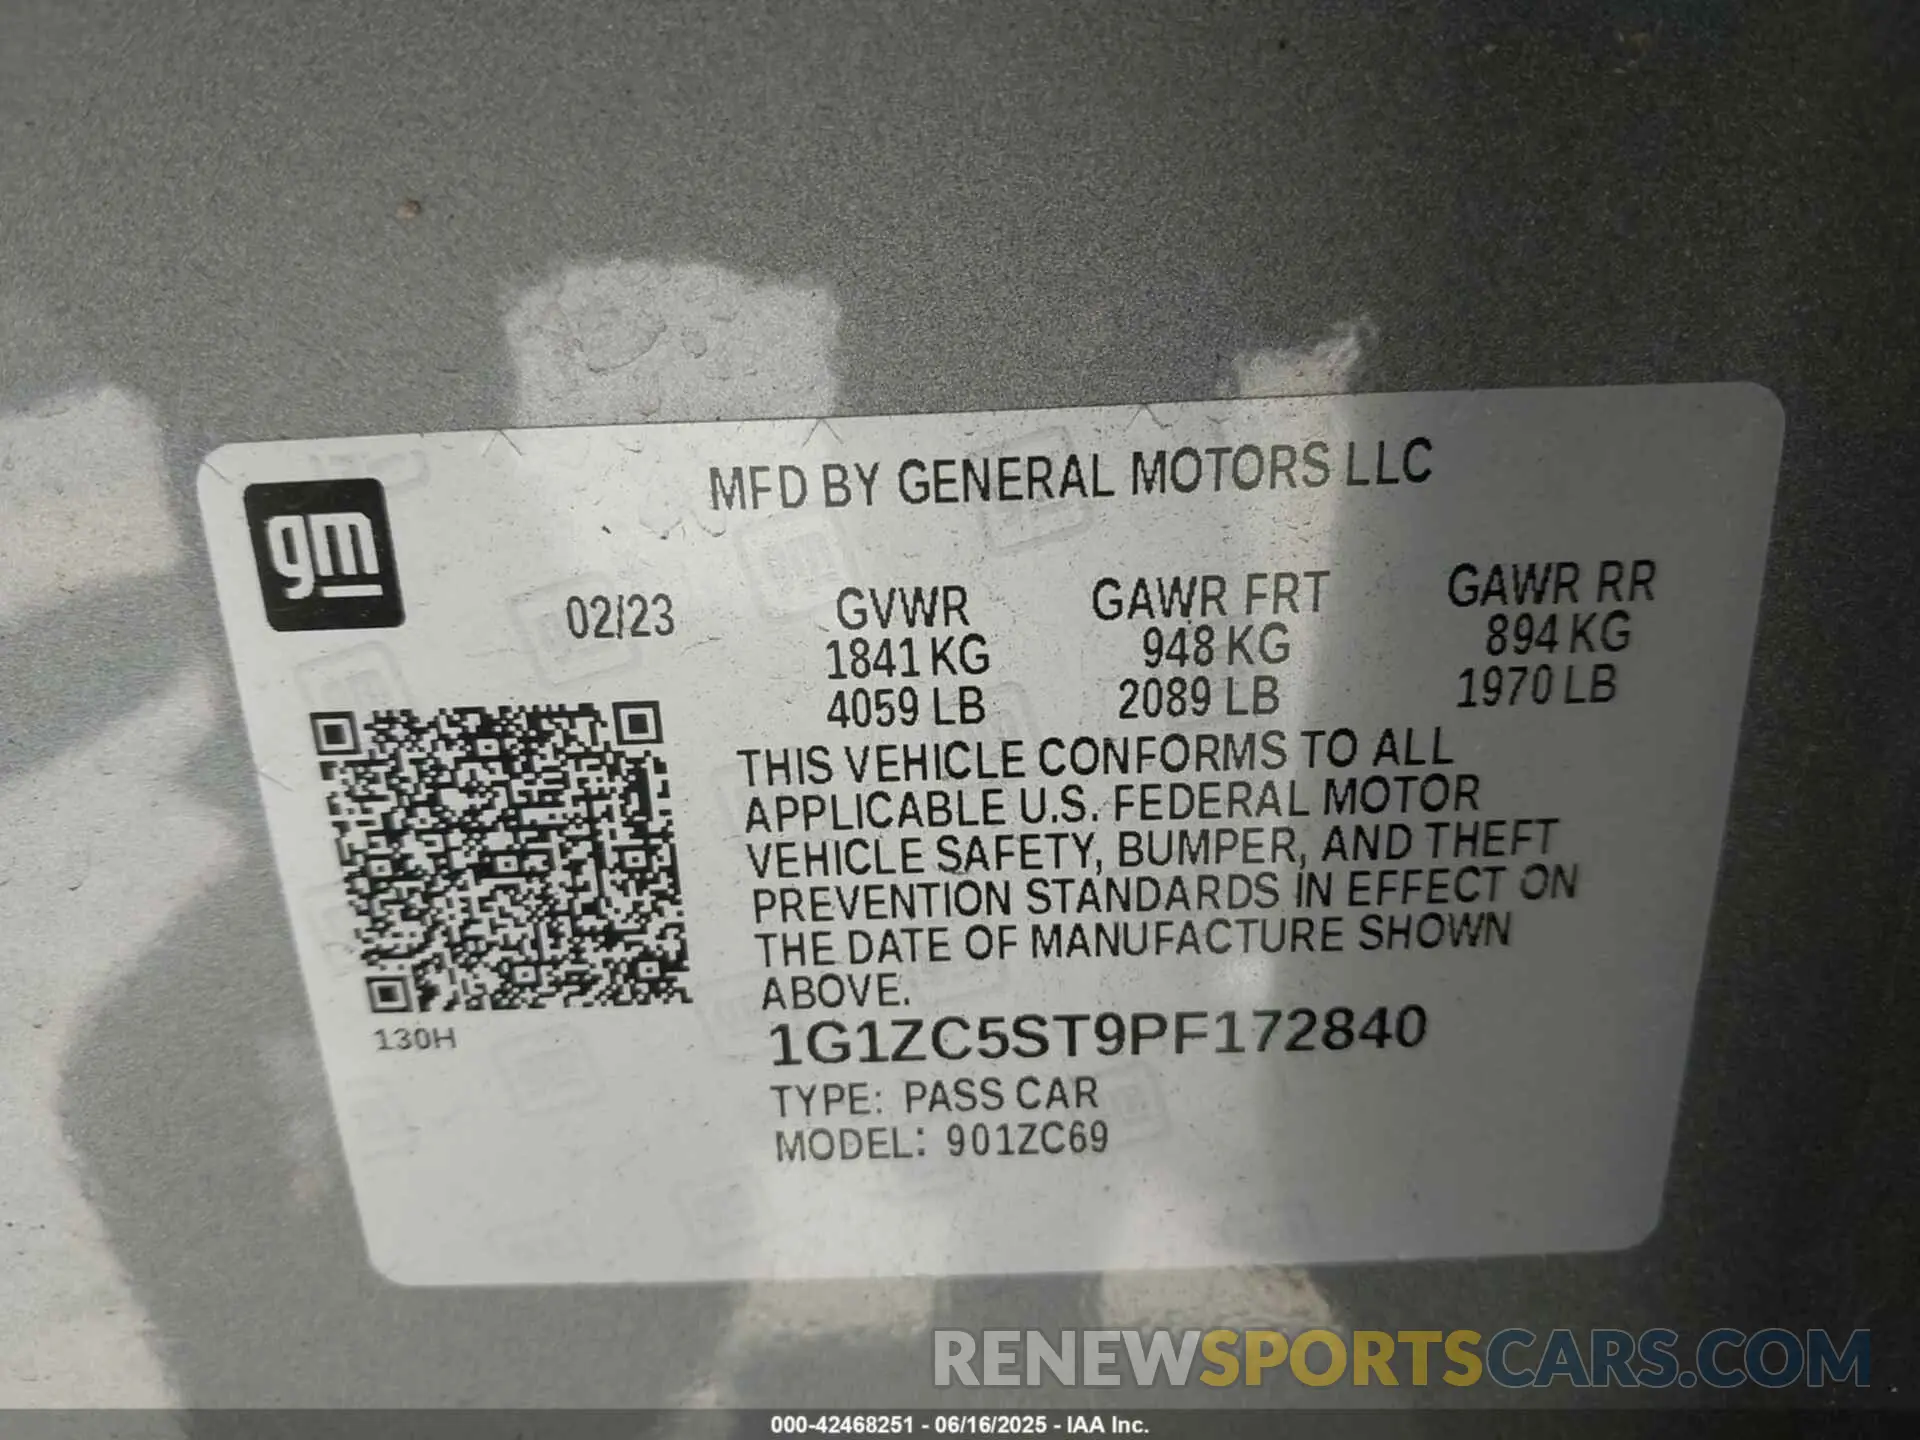 MFD BY GENERAL MOTORS LLC
gm
02/23 GVWR GAWR FRT GAWR RR
1841 KG 948 KG 894 KG
4059 LB 2089 LB 1970 LB
THIS VEHICLE CONFORMS TO ALL
APPLICABLE U.S. FEDERAL MOTOR
VEHICLE SAFETY, BUMPER, AND THEFT
PREVENTION STANDARDS IN EFFECT ON
THE DATE OF MANUFACTURE SHOWN
ABOVE.
130H
1G1ZC5ST9PF172840
TYPE: PASS CAR
MODEL: 901ZC69
RENEWSPORTSCARS.COM
000-42468251 - 06/16/2025 - IAA Inc.